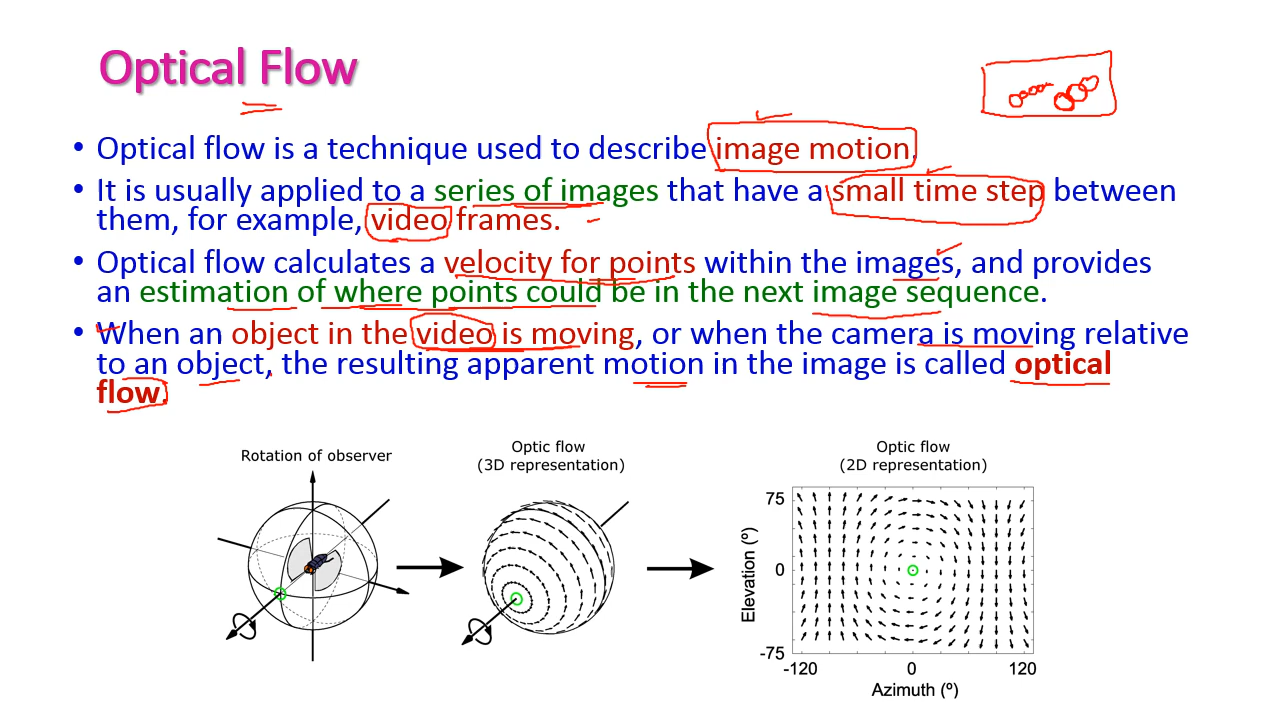 Optical Flow
• Optical flow is a technique used to describe image motion.
• It is usually applied to a series of images that have a small time step between
them, for example, video frames.
• Optical flow calculates a velocity for points within the images, and provides
an estimation of where points could be in the next image sequence.
• When an object in the video is moving, or when the camera is moving relative
to an object, the resulting apparent motion in the image is called optical
flow.
Rotation of observer
Optic flow
(3D representation)
Optic flow
(2D representation)
75
0
-75
Elevation (º)
-120 0 120
Azimuth (º)